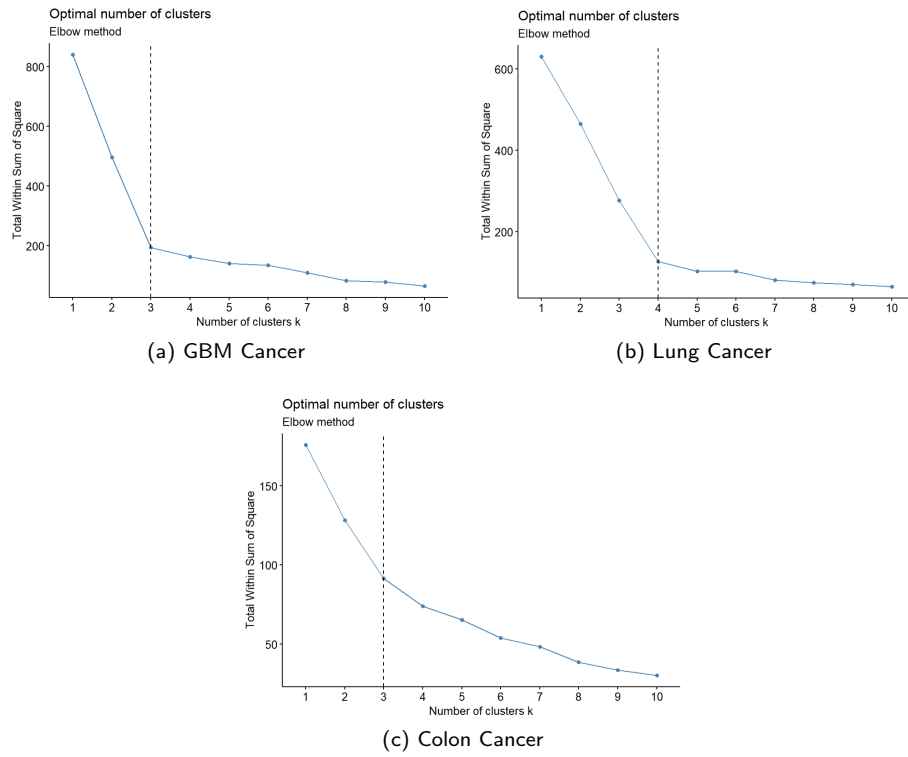 Optimal number of clusters
Elbow method
Total Within Sum of Square
800
600
400
200
1 2 3 4 5 6 7 8 9 10
Number of clusters k
(a) GBM Cancer
Optimal number of clusters
Elbow method
Total Within Sum of Square
600
400
200
1 2 3 4 5 6 7 8 9 10
Number of clusters k
(b) Lung Cancer
Optimal number of clusters
Elbow method
Total Within Sum of Square
150
100
50
1 2 3 4 5 6 7 8 9 10
Number of clusters k
(c) Colon Cancer